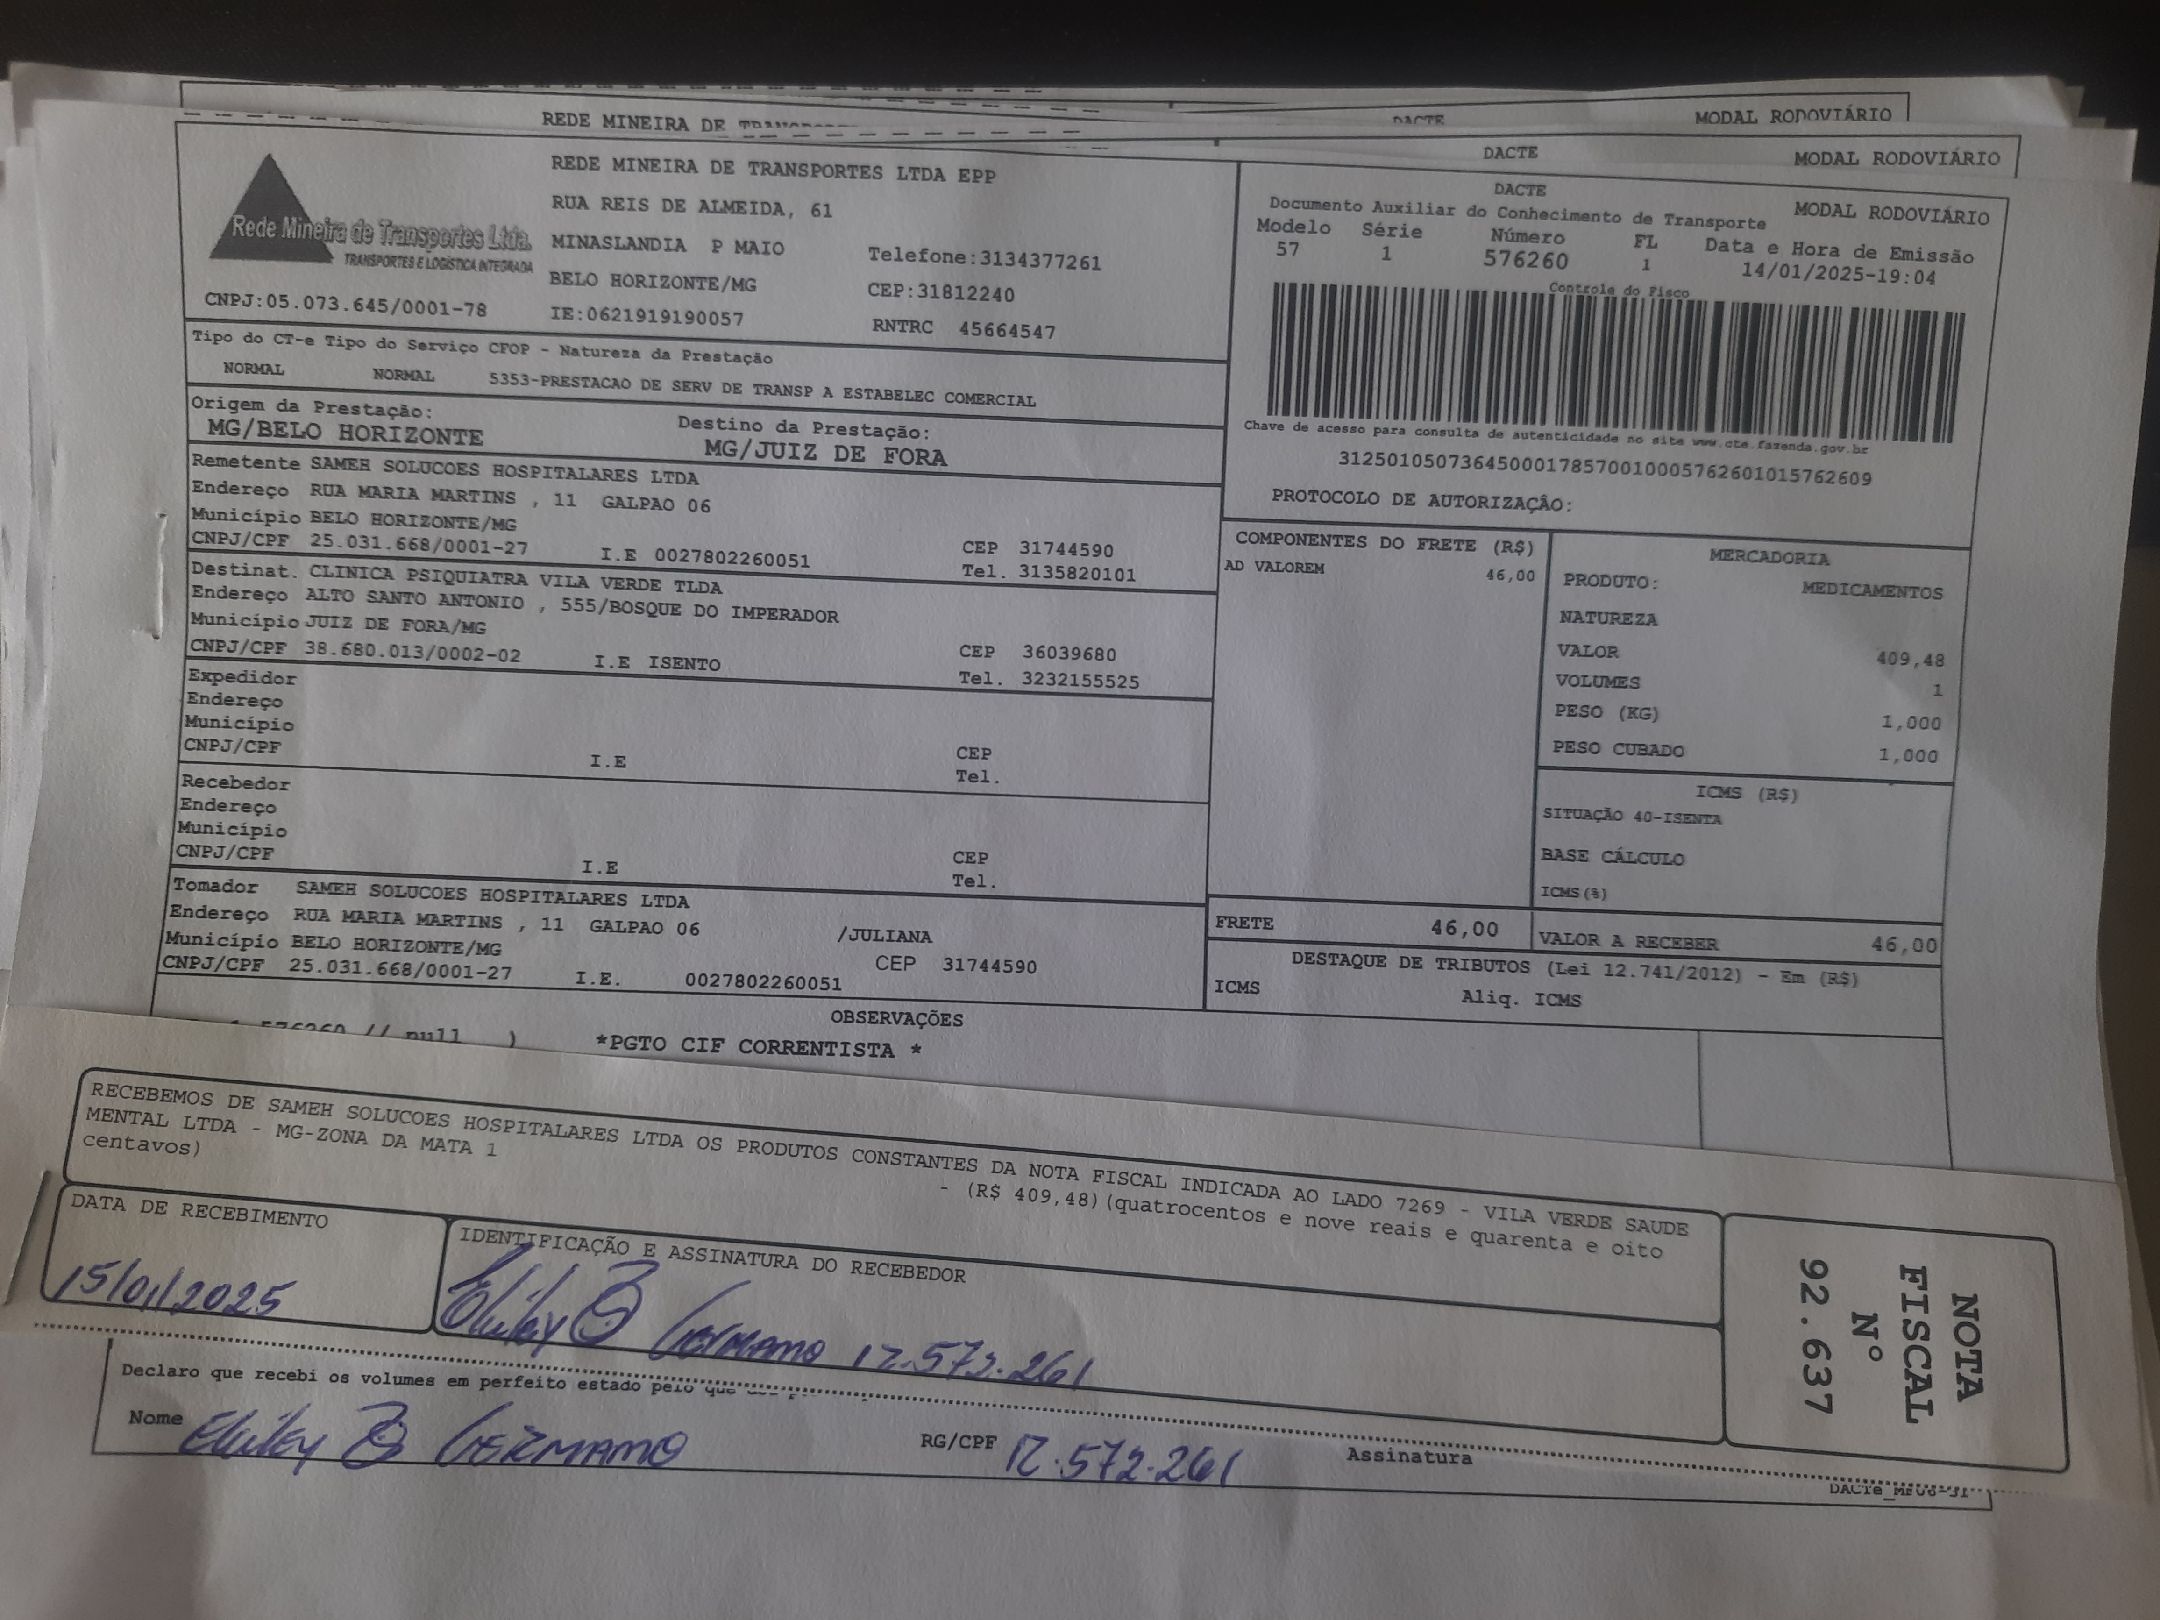 REDE MINEIRA DE
DACTE
MODAL RODOVIÁRIO
DACTE
MODAL RODOVIÁRIO
Rede Mineira de Transportes Ltda.
TRANSPORTES E LOGÍSTICA INTEGRADA
CNPJ:05.073.645/0001-78
REDE MINEIRA DE TRANSPORTES LTDA EPP
RUA REIS DE ALMEIDA, 61
MINASLANDIA P MAIO Telefone:3134377261
BELO HORIZONTE/MG CEP:31812240
IE:0621919190057 RNTRC 45664547
DACTE MODAL RODOVIÁRIO
Documento Auxiliar do Conhecimento de Transporte
Modelo Série Número FL Data e Hora de Emissão
57 1 576260 1 14/01/2025-19:04
Controle do Fisco
Chave de acesso para consulta de autenticidade no site www.cte.fazenda.gov.br
31250105073645000178570010005762601015762609
PROTOCOLO DE AUTORIZAÇÃO:
Tipo do CT-e Tipo do Serviço CFOP - Natureza da Prestação
NORMAL NORMAL 5353-PRESTACAO DE SERV DE TRANSP A ESTABELEC COMERCIAL
Origem da Prestação: Destino da Prestação:
MG/BELO HORIZONTE MG/JUIZ DE FORA
Remetente SAMEH SOLUCOES HOSPITALARES LTDA
Endereço RUA MARIA MARTINS , 11 GALPAO 06
Município BELO HORIZONTE/MG CEP 31744590
CNPJ/CPF 25.031.668/0001-27 I.E 0027802260051 Tel. 3135820101
Destinat. CLINICA PSIQUIATRA VILA VERDE TLDA
Endereço ALTO SANTO ANTONIO , 555/BOSQUE DO IMPERADOR
Município JUIZ DE FORA/MG CEP 36039680
CNPJ/CPF 38.680.013/0002-02 I.E ISENTO Tel. 3232155525
Expedidor
Endereço
Município CEP
CNPJ/CPF I.E Tel.
Recebedor
Endereço
Município CEP
CNPJ/CPF I.E Tel.
Tomador SAMEH SOLUCOES HOSPITALARES LTDA
Endereço RUA MARIA MARTINS , 11 GALPAO 06 /JULIANA
Município BELO HORIZONTE/MG CEP 31744590
CNPJ/CPF 25.031.668/0001-27 I.E. 0027802260051
COMPONENTES DO FRETE (R$)
AD VALOREM 46,00
MERCADORIA
PRODUTO: MEDICAMENTOS
NATUREZA
VALOR 409,48
VOLUMES 1
PESO (KG) 1,000
PESO CUBADO 1,000
ICMS (R$)
SITUAÇÃO 40-ISENTA
BASE CÁLCULO
ICMS(%)
FRETE 46,00 VALOR A RECEBER 46,00
DESTAQUE DE TRIBUTOS (Lei 12.741/2012) - Em (R$)
ICMS Aliq. ICMS
OBSERVAÇÕES
576260 // null )
*PGTO CIF CORRENTISTA *
RECEBEMOS DE SAMEH SOLUCOES HOSPITALARES LTDA OS PRODUTOS CONSTANTES DA NOTA FISCAL INDICADA AO LADO 7269 - VILA VERDE SAUDE
MENTAL LTDA - MG-ZONA DA MATA 1 - (R$ 409,48)(quatrocentos e nove reais e quarenta e oito
centavos)
DATA DE RECEBIMENTO
15/01/2025
IDENTIFICAÇÃO E ASSINATURA DO RECEBEDOR
GERMANO 12.572.261
NOTA
FISCAL
Nº
92.637
Declaro que recebi os volumes em perfeito estado pelo que
Nome GERMANO RG/CPF 12.572.261 Assinatura